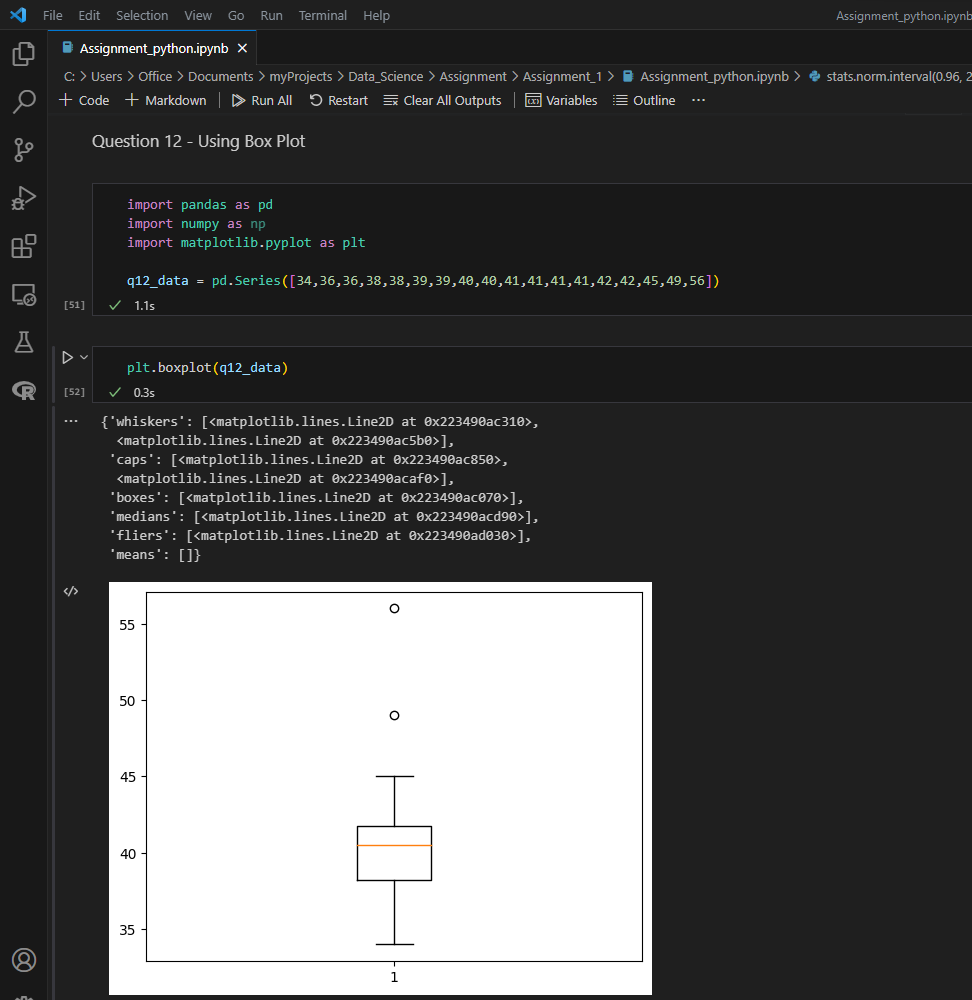 File Edit Selection View Go Run Terminal Help Assignment_python.ipynb
Assignment_python.ipynb
C: > Users > Office > Documents > myProjects > Data_Science > Assignment > Assignment_1 > Assignment_python.ipynb > stats.norm.interval(0.96, 2
+ Code + Markdown | Run All Restart Clear All Outputs | Variables Outline ...
Question 12 - Using Box Plot
import pandas as pd
import numpy as np
import matplotlib.pyplot as plt
q12_data = pd.Series([34,36,36,38,38,39,39,40,40,41,41,41,41,42,42,45,49,56])
[51] ✓ 1.1s
plt.boxplot(q12_data)
[52] ✓ 0.3s
... {'whiskers': [<matplotlib.lines.Line2D at 0x223490ac310>,
<matplotlib.lines.Line2D at 0x223490ac5b0>],
'caps': [<matplotlib.lines.Line2D at 0x223490ac850>,
<matplotlib.lines.Line2D at 0x223490acaf0>],
'boxes': [<matplotlib.lines.Line2D at 0x223490ac070>],
'medians': [<matplotlib.lines.Line2D at 0x223490acd90>],
'fliers': [<matplotlib.lines.Line2D at 0x223490ad030>],
'means': []}
55
50
45
40
35
1